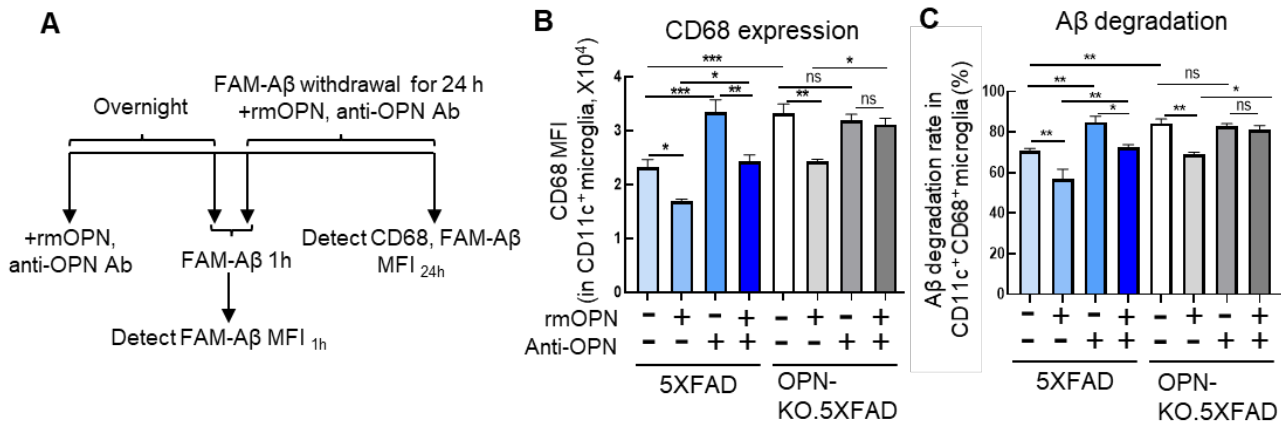 A
Overnight
FAM-Aβ withdrawal for 24 h
+rmOPN, anti-OPN Ab
+rmOPN,
anti-OPN Ab
FAM-Aβ 1h
Detect CD68, FAM-Aβ
MFI 24h
Detect FAM-Aβ MFI 1h
B
CD68 expression
CD68 MFI
(in CD11c+ microglia, X10⁴)
4
3
2
1
0
***
* *
*** ** ns
* ** ns
rmOPN - + - + - + - +
Anti-OPN - - + + - - + +
5XFAD
OPN-
KO.5XFAD
C
Aβ degradation
Aβ degradation rate in
CD11c+ CD68+ microglia (%)
100
80
60
40
20
0
**
** ns
** *
** * ** ns
- + - + - + - +
- - + + - - + +
5XFAD
OPN-
KO.5XFAD